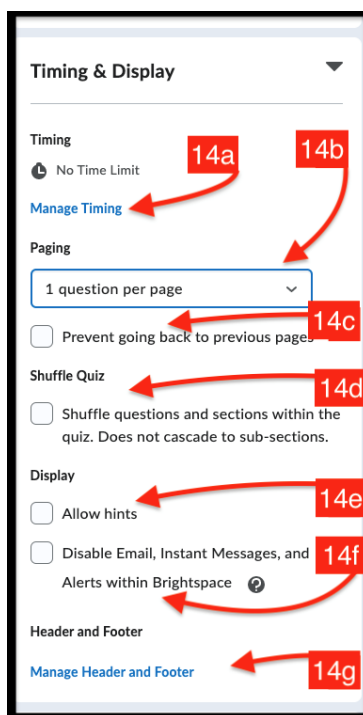 Timing & Display
Timing
14a
14b
No Time Limit
Manage Timing
Paging
1 question per page
14c
Prevent going back to previous pages
Shuffle Quiz
14d
Shuffle questions and sections within the
quiz. Does not cascade to sub-sections.
Display
14e
Allow hints
Disable Email, Instant Messages, and
14f
Alerts within Brightspace ?
Header and Footer
Manage Header and Footer
14g